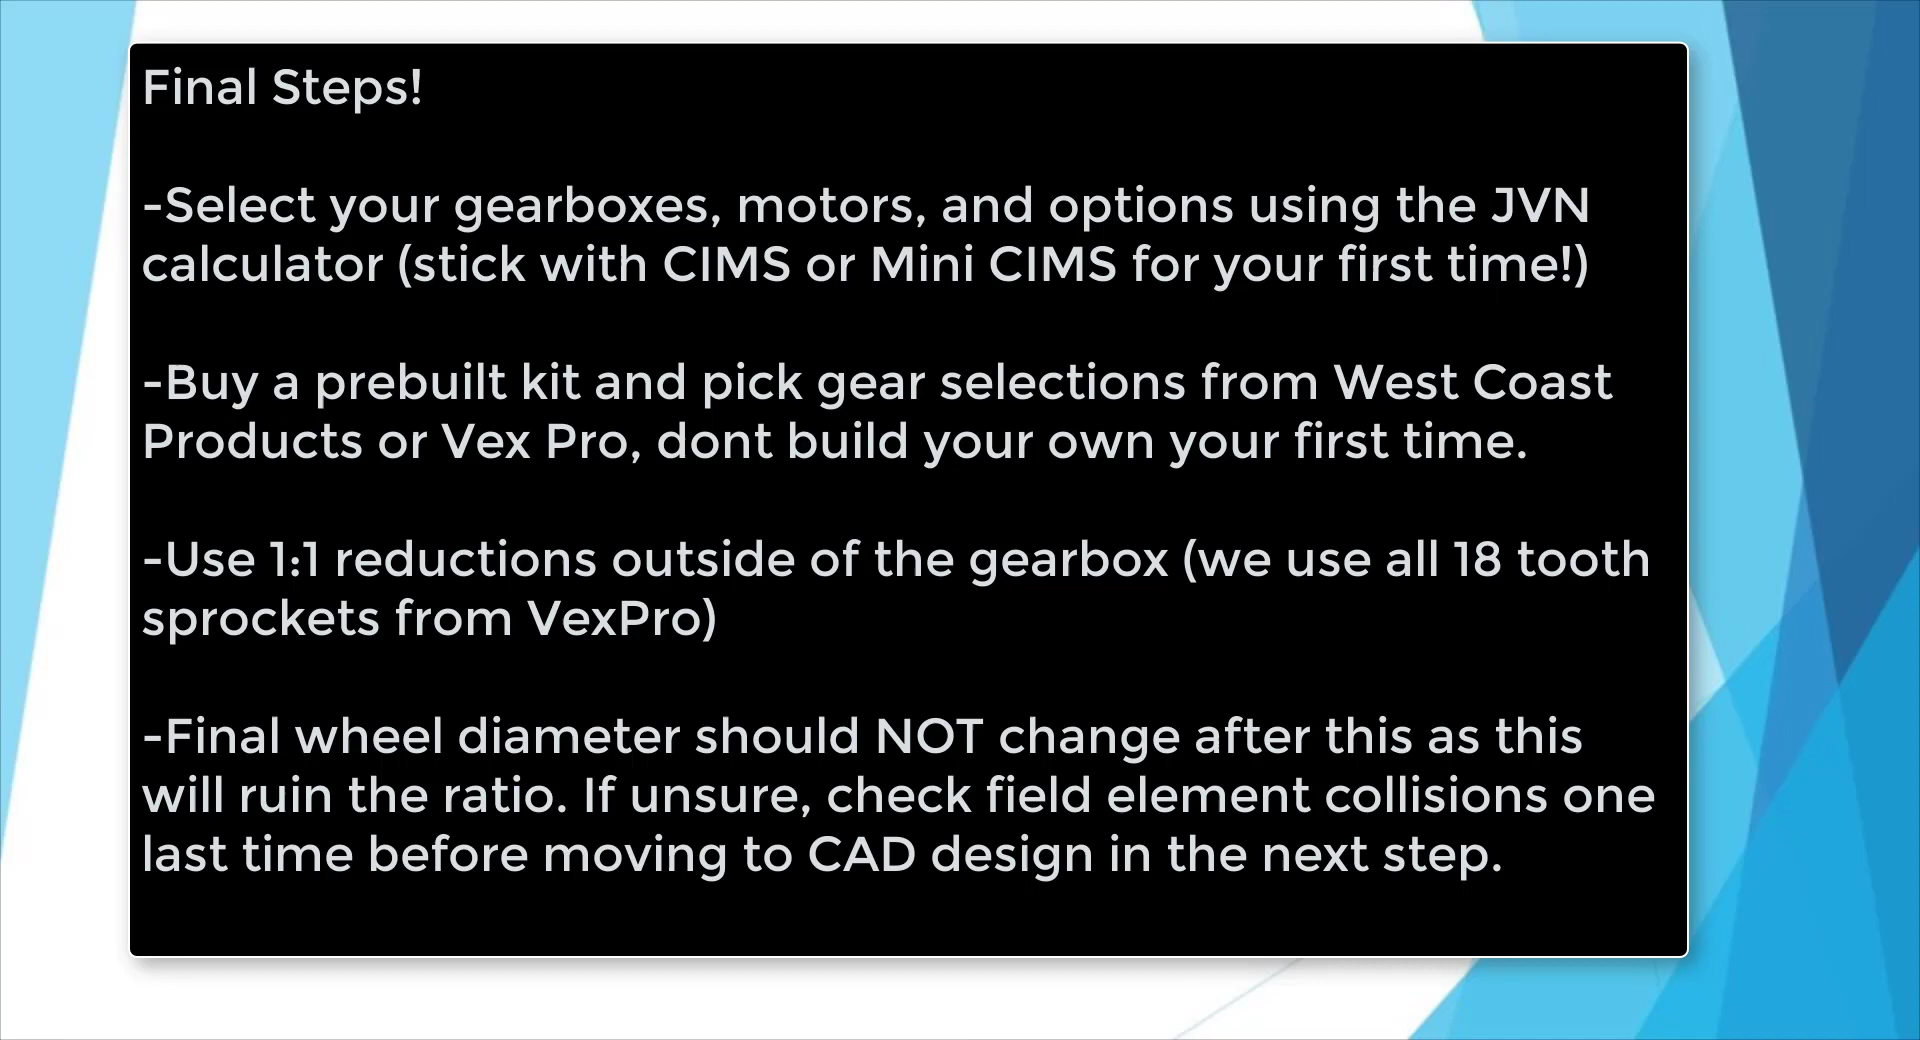 Final Steps!
-Select your gearboxes, motors, and options using the JVN
calculator (stick with CIMS or Mini CIMS for your first time!)
-Buy a prebuilt kit and pick gear selections from West Coast
Products or Vex Pro, dont build your own your first time.
-Use 1:1 reductions outside of the gearbox (we use all 18 tooth
sprockets from VexPro)
-Final wheel diameter should NOT change after this as this
will ruin the ratio. If unsure, check field element collisions one
last time before moving to CAD design in the next step.